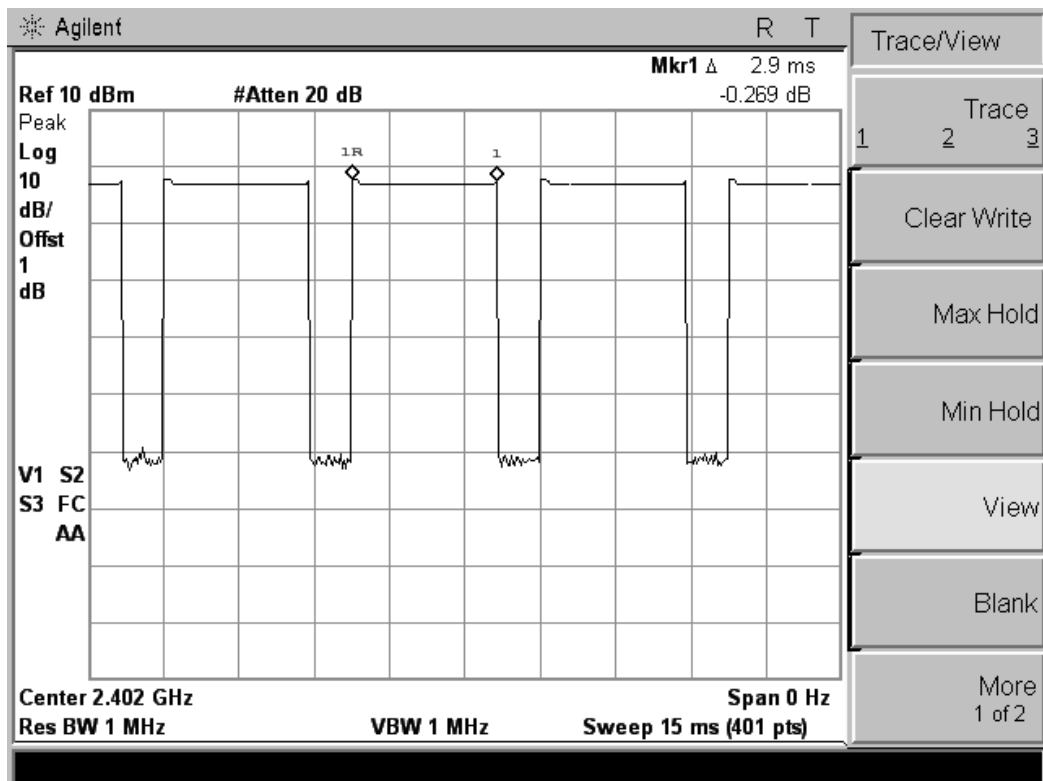 Agilent R T
Trace/View
Mkr1 Δ 2.9 ms
Ref 10 dBm #Atten 20 dB -0.269 dB
Peak
Log
10
dB/
Offst
1
dB
1R 1
V1 S2
S3 FC
AA
Center 2.402 GHz Span 0 Hz
Res BW 1 MHz VBW 1 MHz Sweep 15 ms (401 pts)
Trace
1 2 3
Clear Write
Max Hold
Min Hold
View
Blank
More
1 of 2